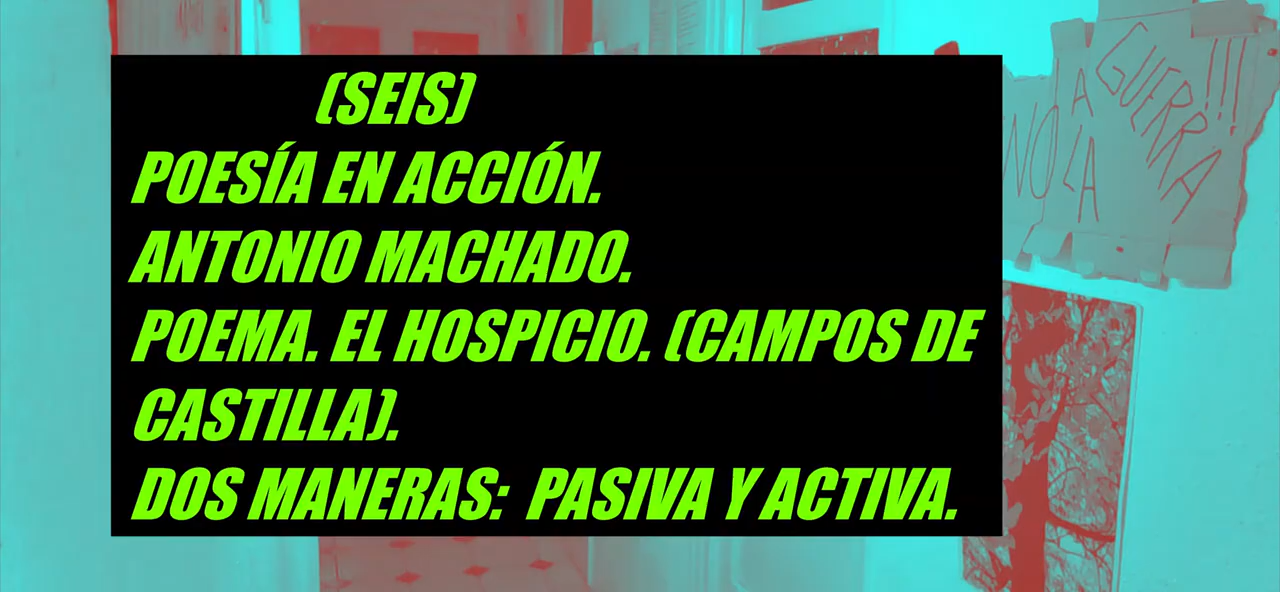 (SEIS)
POESÍA EN ACCIÓN.
ANTONIO MACHADO.
POEMA. EL HOSPICIO. (CAMPOS DE
CASTILLA).
DOS MANERAS: PASIVA Y ACTIVA.
NO A
LA
GUERRA!!!